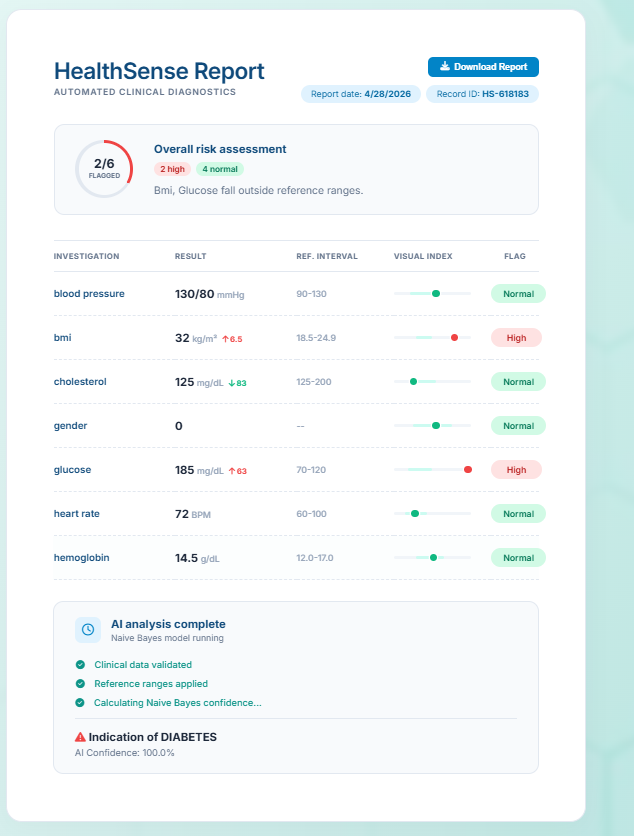 HealthSense Report
Download Report
AUTOMATED CLINICAL DIAGNOSTICS
Report date: 4/28/2026 Record ID: HS-618183
2/6
FLAGGED
Overall risk assessment
2 high 4 normal
Bmi, Glucose fall outside reference ranges.
INVESTIGATION RESULT REF. INTERVAL VISUAL INDEX FLAG
blood pressure 130/80 mmHg 90-130 Normal
bmi 32 kg/m² ↑6.5 18.5-24.9 High
cholesterol 125 mg/dL ↓83 125-200 Normal
gender 0 -- Normal
glucose 185 mg/dL ↑63 70-120 High
heart rate 72 BPM 60-100 Normal
hemoglobin 14.5 g/dL 12.0-17.0 Normal
AI analysis complete
Naive Bayes model running
Clinical data validated
Reference ranges applied
Calculating Naive Bayes confidence...
Indication of DIABETES
AI Confidence: 100.0%